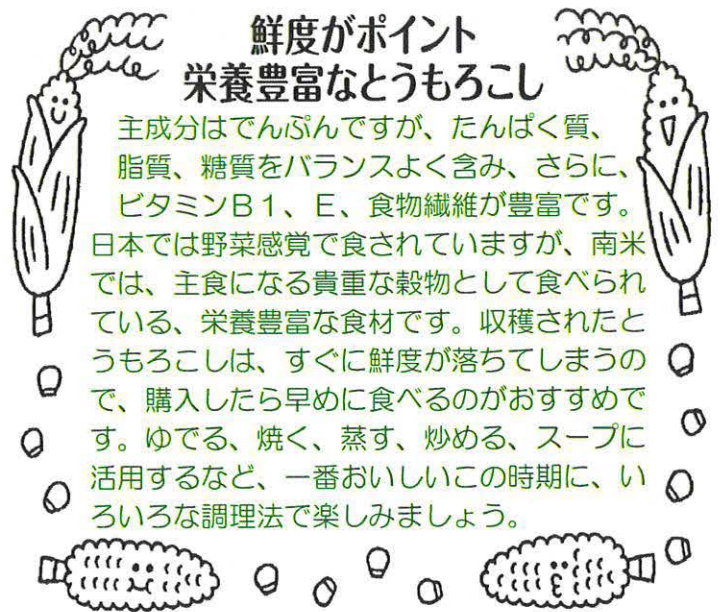 鮮度がポイント
栄養豊富なとうもろこし
主成分はでんぷんですが、たんぱく質、
脂質、糖質をバランスよく含み、さらに、
ビタミンB1、E、食物繊維が豊富です。
日本では野菜感覚で食されていますが、南米
では、主食になる貴重な穀物として食べられ
ている、栄養豊富な食材です。収穫されたと
うもろこしは、すぐに鮮度が落ちてしまうの
で、購入したら早めに食べるのがおすすめで
す。ゆでる、焼く、蒸す、炒める、スープに
活用するなど、一番おいしいこの時期に、い
ろいろな調理法で楽しみましょう。